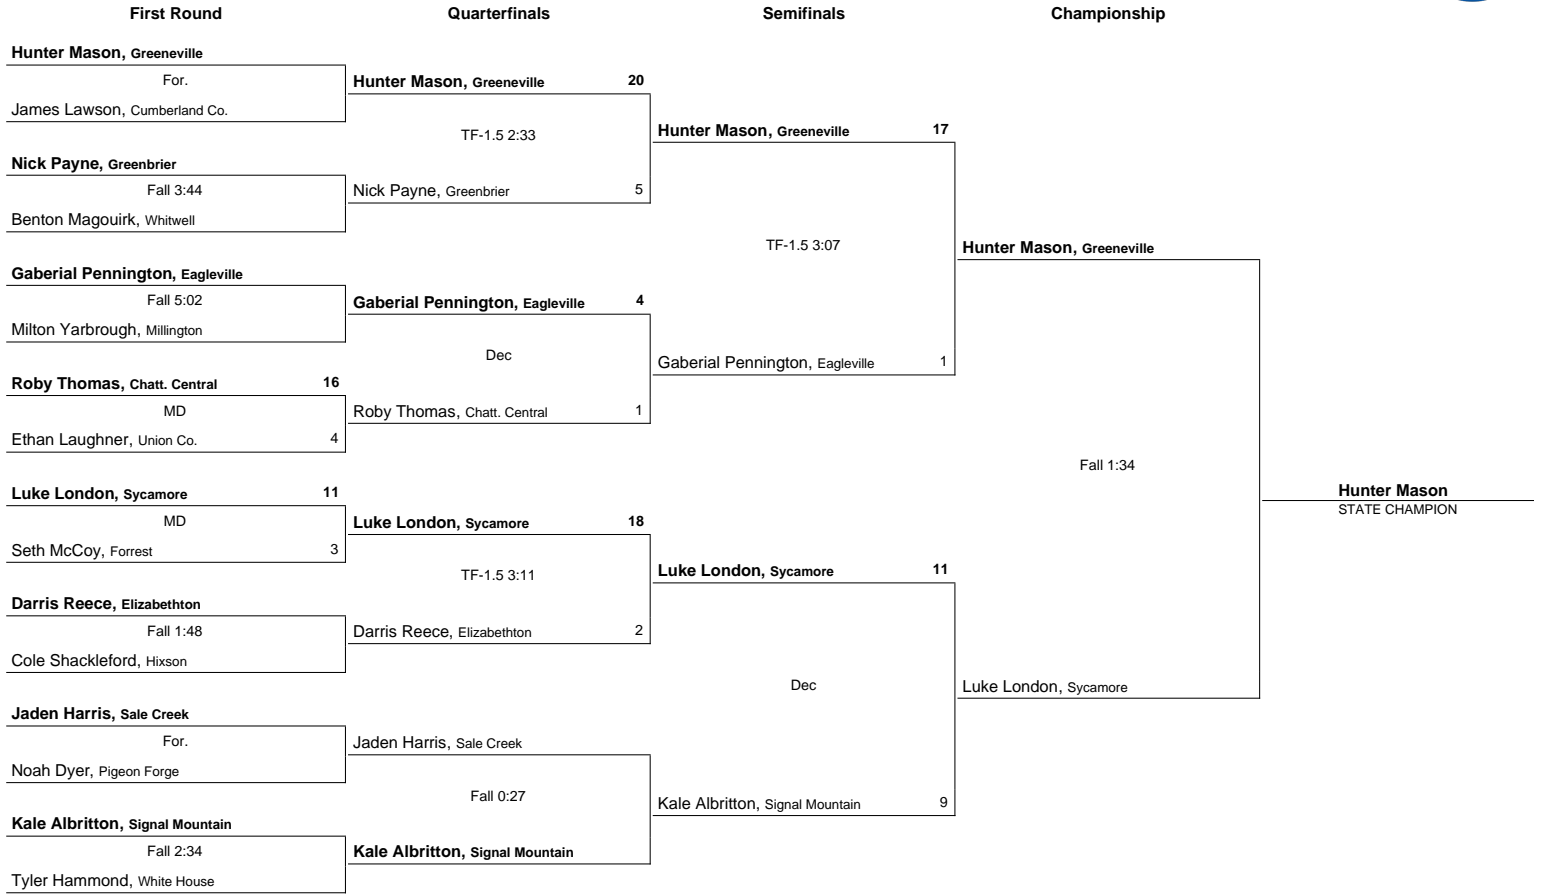 First Round Quarterfinals Semifinals Championship
Hunter Mason, Greeneville
For.
James Lawson, Cumberland Co.
Nick Payne, Greenbrier
Fall 3:44
Benton Magouirk, Whitwell
Gaberial Pennington, Eagleville
Fall 5:02
Milton Yarbrough, Millington
Roby Thomas, Chatt. Central 16
MD
Ethan Laughner, Union Co. 4
Luke London, Sycamore 11
MD
Seth McCoy, Forrest 3
Darris Reece, Elizabethton
Fall 1:48
Cole Shackleford, Hixson
Jaden Harris, Sale Creek
For.
Noah Dyer, Pigeon Forge
Kale Albritton, Signal Mountain
Fall 2:34
Tyler Hammond, White House
Hunter Mason, Greeneville 20
TF-1.5 2:33
Nick Payne, Greenbrier 5
Gaberial Pennington, Eagleville 4
Dec
Roby Thomas, Chatt. Central 1
Luke London, Sycamore 18
TF-1.5 3:11
Darris Reece, Elizabethton 2
Jaden Harris, Sale Creek
Fall 0:27
Kale Albritton, Signal Mountain
Hunter Mason, Greeneville 17
TF-1.5 3:07
Gaberial Pennington, Eagleville 1
Luke London, Sycamore 11
Dec
Kale Albritton, Signal Mountain 9
Hunter Mason, Greeneville
Fall 1:34
Luke London, Sycamore
Hunter Mason
STATE CHAMPION